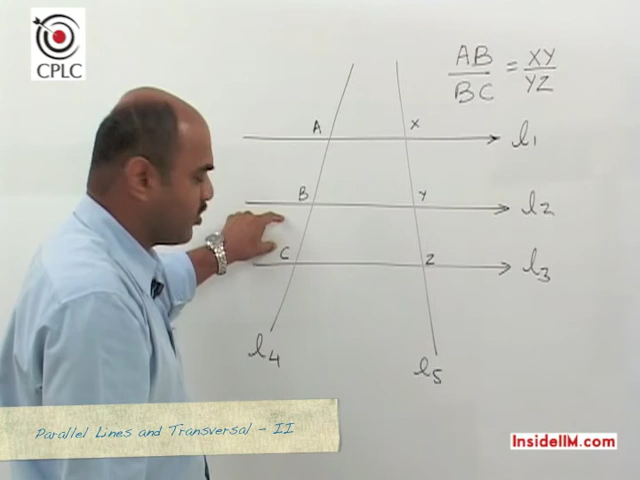 CPLC
AB/BC = XY/YZ
A X l1
B Y l2
C Z l3
l4 l5
Parallel Lines and Transversal - II
InsideIIM.com